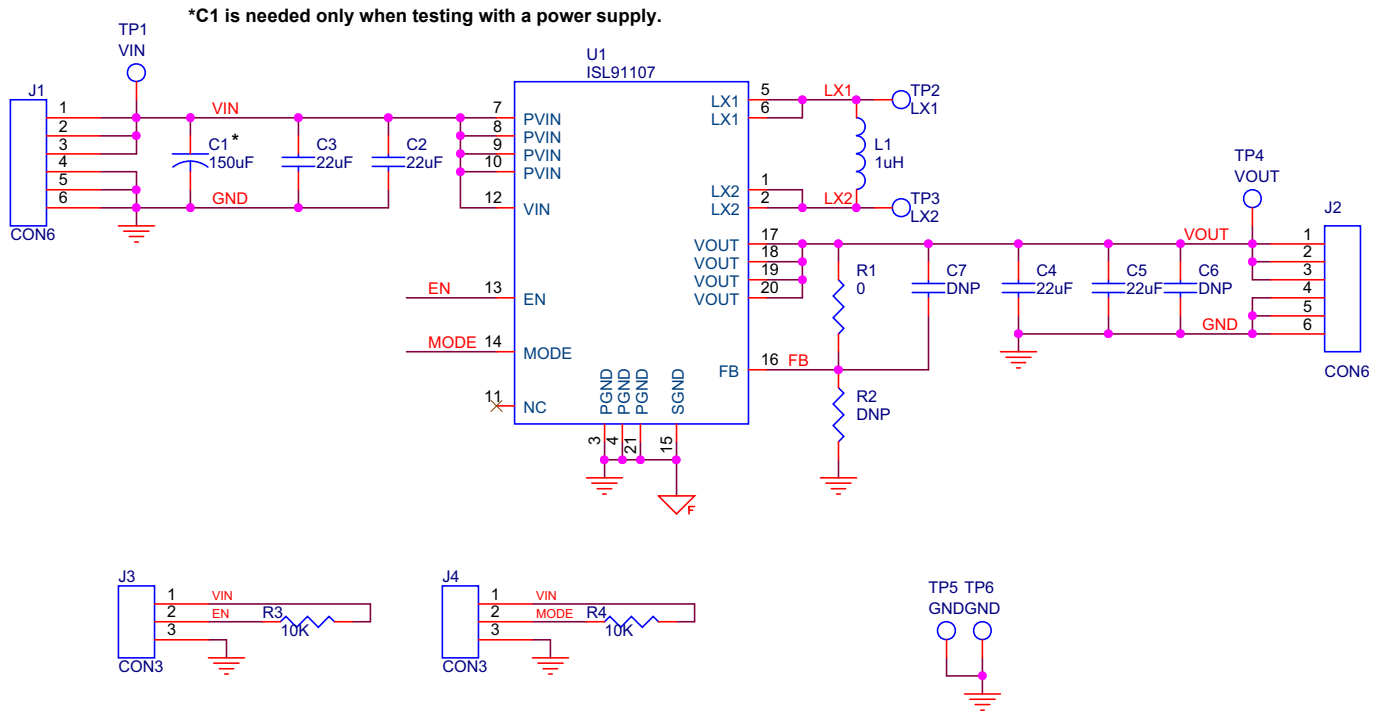 *C1 is needed only when testing with a power supply.
TP1
VIN
J1
1
2
3
4
5
6
CON6
VIN
GND
C1 *
150uF
C3
22uF
C2
22uF
U1
ISL91107
7
8
9
10
12
13
14
11
PVIN
PVIN
PVIN
PVIN
VIN
EN
EN
MODE
MODE
NC
PGND
PGND
PGND
SGND
3
4
21
15
F
LX1
LX1
LX2
LX2
VOUT
VOUT
VOUT
VOUT
FB
5
6
1
2
17
18
19
20
16
LX1
TP2
LX1
L1
1uH
LX2
TP3
LX2
FB
R1
0
C7
DNP
R2
DNP
C4
22uF
C5
22uF
C6
DNP
VOUT
GND
TP4
VOUT
J2
1
2
3
4
5
6
CON6
J3
1
2
3
VIN
EN
R3
10K
CON3
J4
1
2
3
VIN
MODE
R4
10K
CON3
TP5 TP6
GNDGND